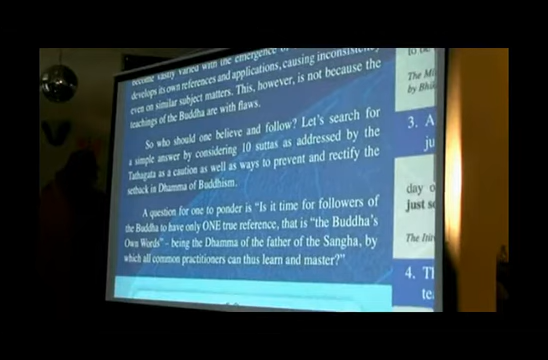 become vastly varied with the emergence
develops its own references and applications, causing inconsistency
even on similar subject matters. This, however, is not because the
teachings of the Buddha are with flaws.
So who should one believe and follow? Let's search for
a simple answer by considering 10 suttas as addressed by the
Tathagata as a caution as well as ways to prevent and rectify the
setback in Dhamma of Buddhism.
A question for one to ponder is "Is it time for followers of
the Buddha to have only ONE true reference, that is "the Buddha's
Own Words" – being the Dhamma of the father of the Sangha, by
which all common practitioners can thus learn and master?"
to be
The Mi
by Bhik
3. A
ju
day o
just se
The Itiv
4. Th
te